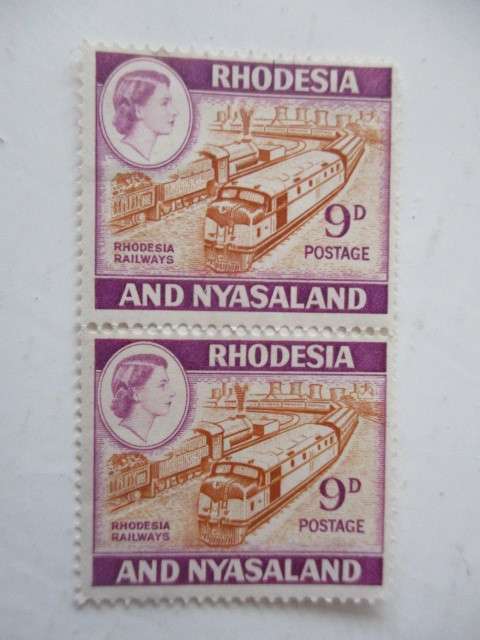 RHODESIA
9D
POSTAGE
RHODESIA
RAILWAYS
AND NYASALAND
RHODESIA
9D
POSTAGE
RHODESIA
RAILWAYS
AND NYASALAND